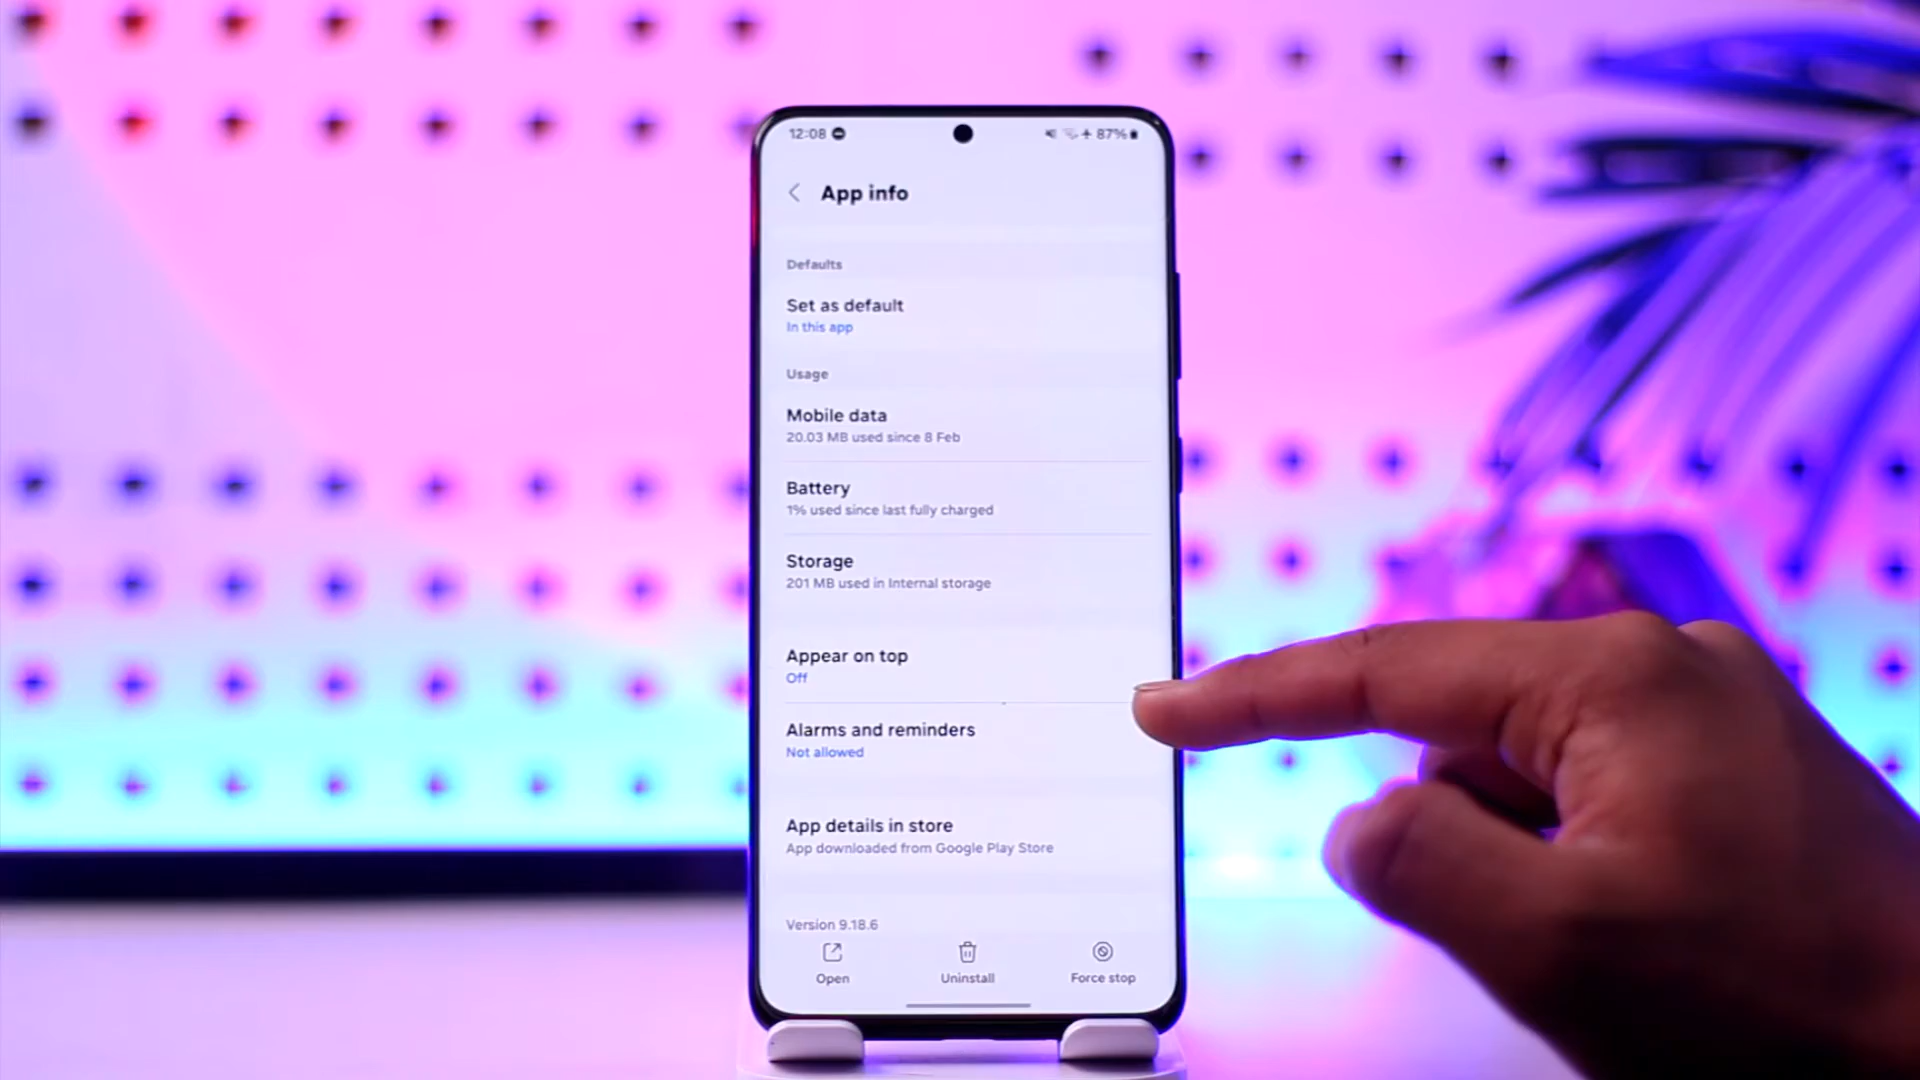 12:08 87%
App info
Defaults
Set as default
In this app
Usage
Mobile data
20.03 MB used since 8 Feb
Battery
1% used since last fully charged
Storage
201 MB used in Internal storage
Appear on top
Off
Alarms and reminders
Not allowed
App details in store
App downloaded from Google Play Store
Version 9.18.6
Open Uninstall Force stop